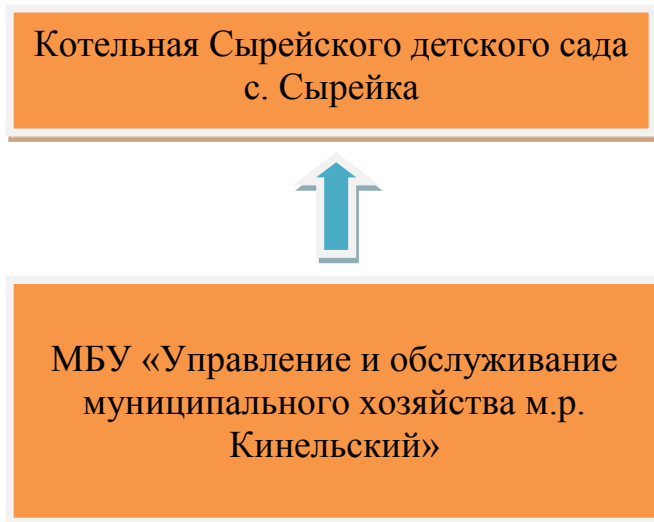 Котельная Сырейского детского сада
с. Сырейка
МБУ «Управление и обслуживание
муниципального хозяйства м.р.
Кинельский»